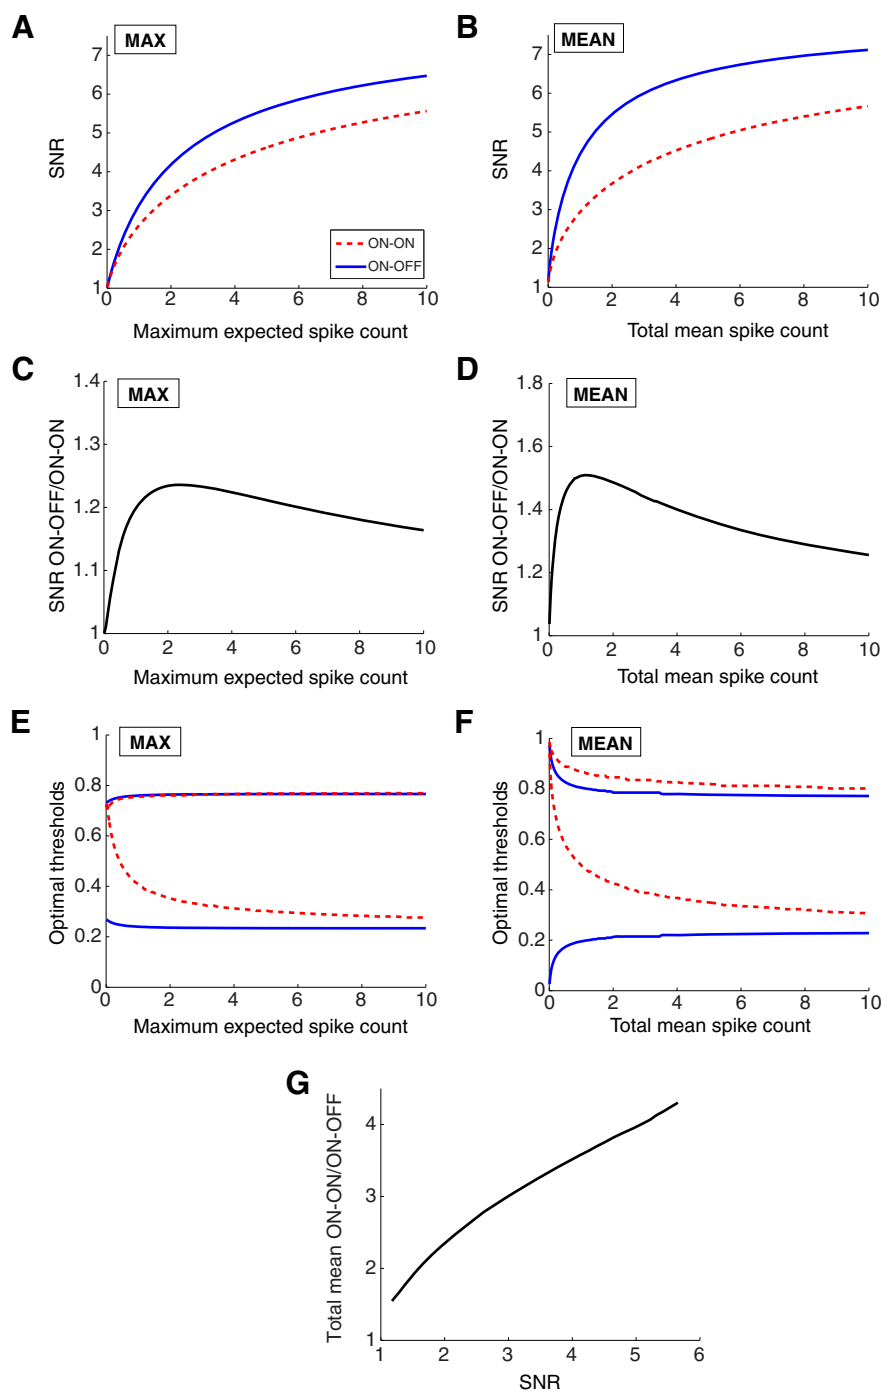 A
MAX
SNR
7
6
5
4
3
2
1
0
2
4
6
8
10
Maximum expected spike count
ON-ON
ON-OFF
B
MEAN
SNR
7
6
5
4
3
2
1
0
2
4
6
8
10
Total mean spike count
C
MAX
SNR ON-OFF/ON-ON
1.4
1.3
1.2
1.1
1
0
2
4
6
8
10
Maximum expected spike count
D
MEAN
SNR ON-OFF/ON-ON
1.8
1.6
1.4
1.2
1
0
2
4
6
8
10
Total mean spike count
E
MAX
Optimal thresholds
1
0.8
0.6
0.4
0.2
0
0
2
4
6
8
10
Maximum expected spike count
F
MEAN
Optimal thresholds
1
0.8
0.6
0.4
0.2
0
0
2
4
6
8
10
Total mean spike count
G
Total mean ON-ON/ON-OFF
4
3
2
1
1
2
3
4
5
6
SNR